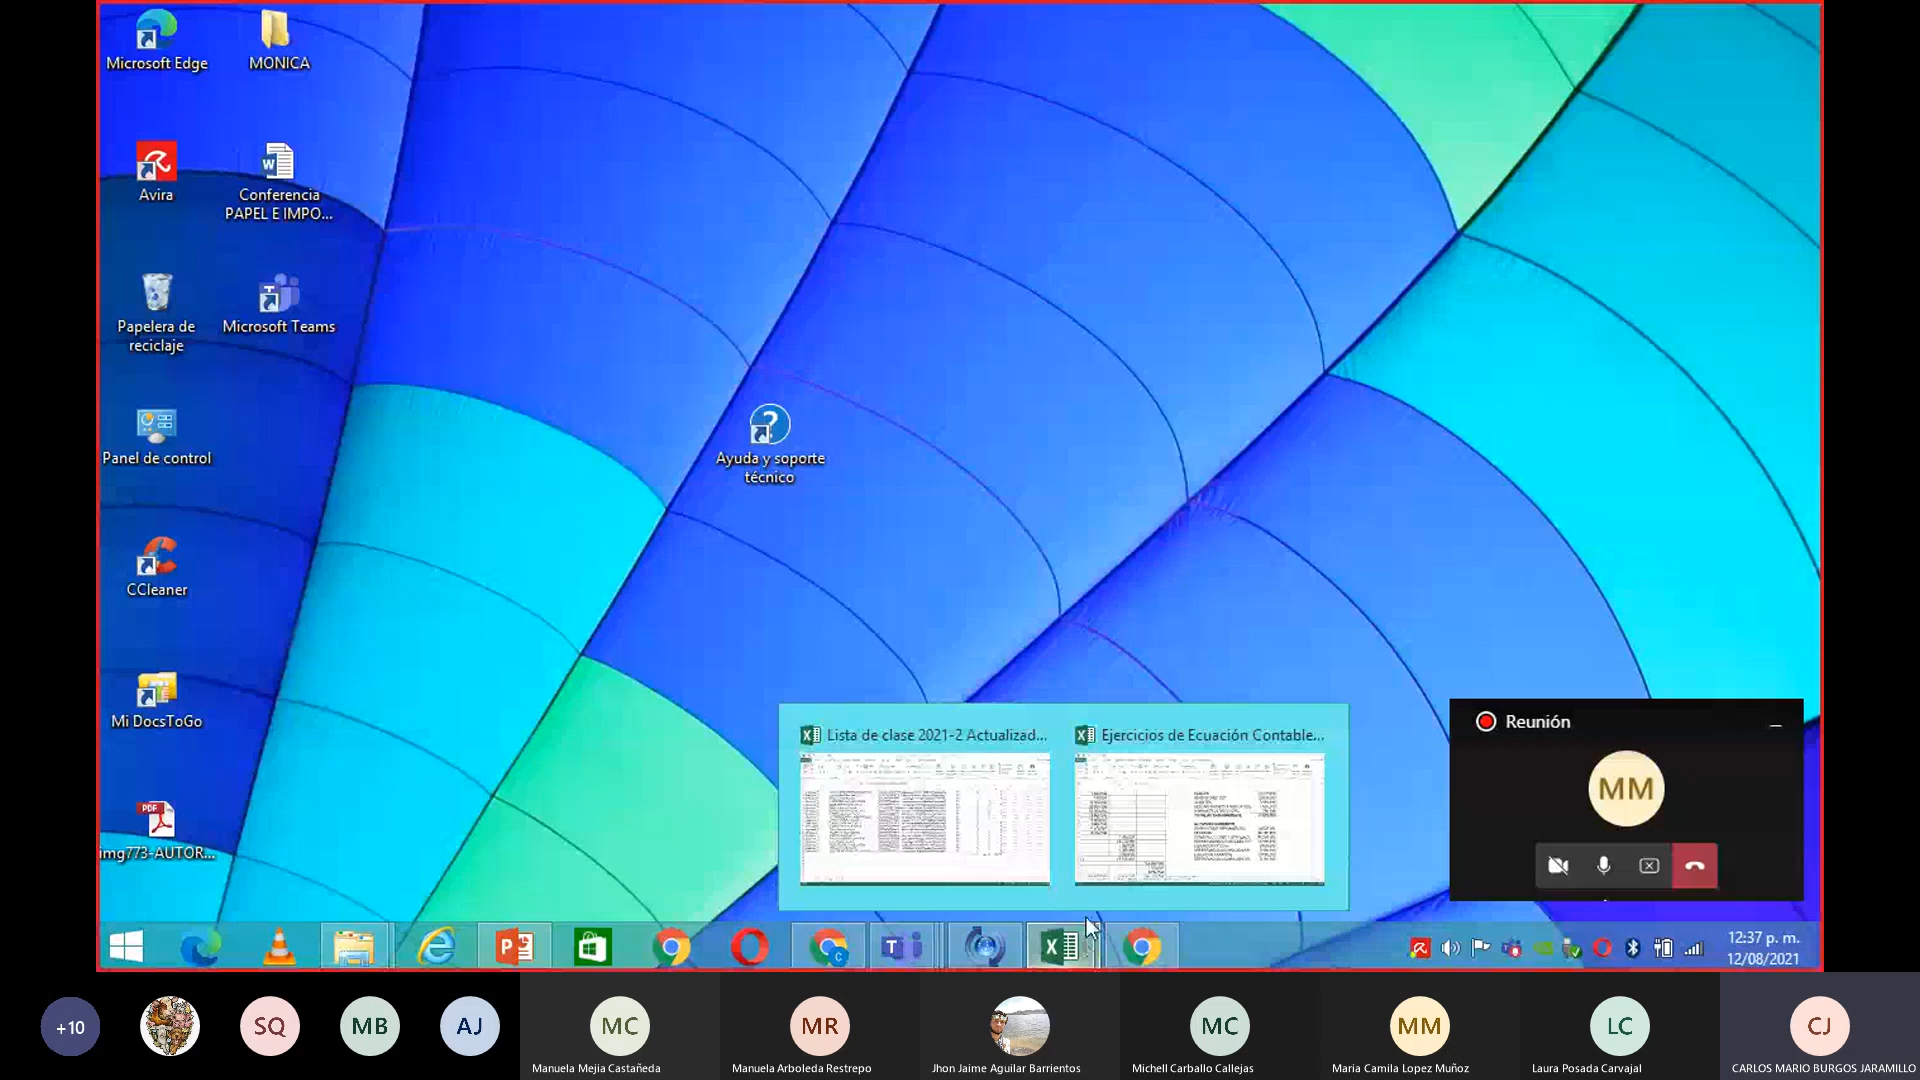 Microsoft Edge
MONICA
Avira
Conferencia
PAPEL E IMPO...
Papelera de
reciclaje
Microsoft Teams
Panel de control
Ayuda y soporte
técnico
CCleaner
Mi DocsToGo
PDF
img773-AUTOR...
Lista de clase 2021-2 Actualizad...
Ejercicios de Ecuación Contable...
Reunión
MM
12:37 p. m.
12/08/2021
+10
SQ
MB
AJ
MC
MR
MC
MM
LC
CJ
Manuela Mejia Castañeda
Manuela Arboleda Restrepo
Jhon Jaime Aguilar Barrientos
Michell Carballo Callejas
Maria Camila Lopez Muñoz
Laura Posada Carvajal
CARLOS MARIO BURGOS JARAMILLO